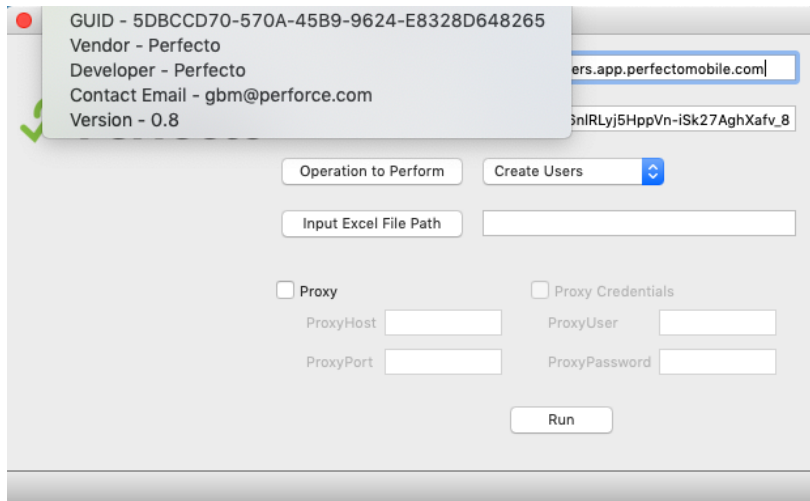 GUID - 5DBCCD70-570A-45B9-9624-E8328D648265
Vendor - Perfecto
Developer - Perfecto
Contact Email - gbm@perforce.com
Version - 0.8
ers.app.perfectomobile.com
6nIRLyj5HppVn-iSk27AghXafv_8
Operation to Perform
Create Users
Input Excel File Path
Proxy
Proxy Credentials
ProxyHost
ProxyUser
ProxyPort
ProxyPassword
Run